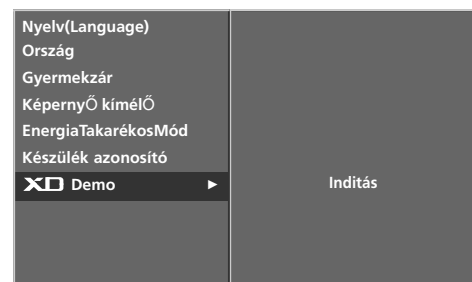 Nyelv(Language)
Ország
Gyermekzár
KépernyŐ kímélŐ
EnergiaTakarékosMód
Készülék azonosító
XD Demo ► Inditás